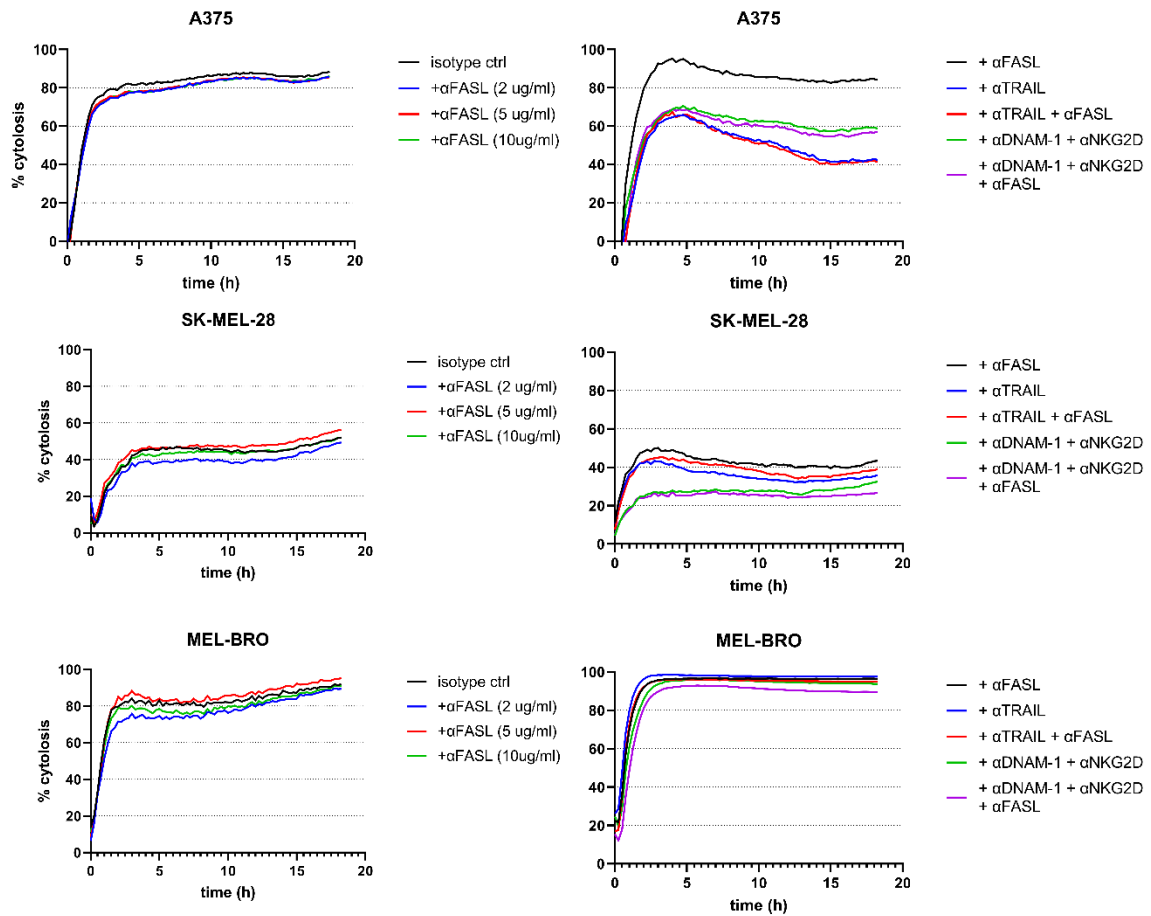 A375
100
80
60
40
20
0
% cytolosis
0 5 10 15 20
time (h)
isotype ctrl
+αFASL (2 ug/ml)
+αFASL (5 ug/ml)
+αFASL (10ug/ml)
A375
100
80
60
40
20
0
0 5 10 15 20
time (h)
+ αFASL
+ αTRAIL
+ αTRAIL + αFASL
+ αDNAM-1 + αNKG2D
+ αDNAM-1 + αNKG2D
+ αFASL
SK-MEL-28
100
80
60
40
20
0
% cytolosis
0 5 10 15 20
time (h)
isotype ctrl
+αFASL (2 ug/ml)
+αFASL (5 ug/ml)
+αFASL (10ug/ml)
SK-MEL-28
100
80
60
40
20
0
0 5 10 15 20
time (h)
+ αFASL
+ αTRAIL
+ αTRAIL + αFASL
+ αDNAM-1 + αNKG2D
+ αDNAM-1 + αNKG2D
+ αFASL
MEL-BRO
100
80
60
40
20
0
% cytolosis
0 5 10 15 20
time (h)
isotype ctrl
+αFASL (2 ug/ml)
+αFASL (5 ug/ml)
+αFASL (10ug/ml)
MEL-BRO
100
80
60
40
20
0
0 5 10 15 20
time (h)
+ αFASL
+ αTRAIL
+ αTRAIL + αFASL
+ αDNAM-1 + αNKG2D
+ αDNAM-1 + αNKG2D
+ αFASL